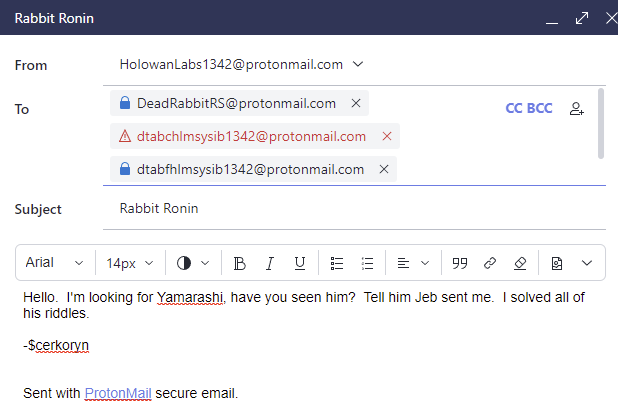 Rabbit Ronin
From HolowanLabs1342@protonmail.com
To DeadRabbitRS@protonmail.com CC BCC
dtabchlmsysib1342@protonmail.com
dtabfhlmsysib1342@protonmail.com
Subject Rabbit Ronin
Arial 14px B I U
Hello.  I'm looking for Yamarashi, have you seen him?  Tell him Jeb sent me.  I solved all of
his riddles.
-$cerkoryn
Sent with ProtonMail secure email.